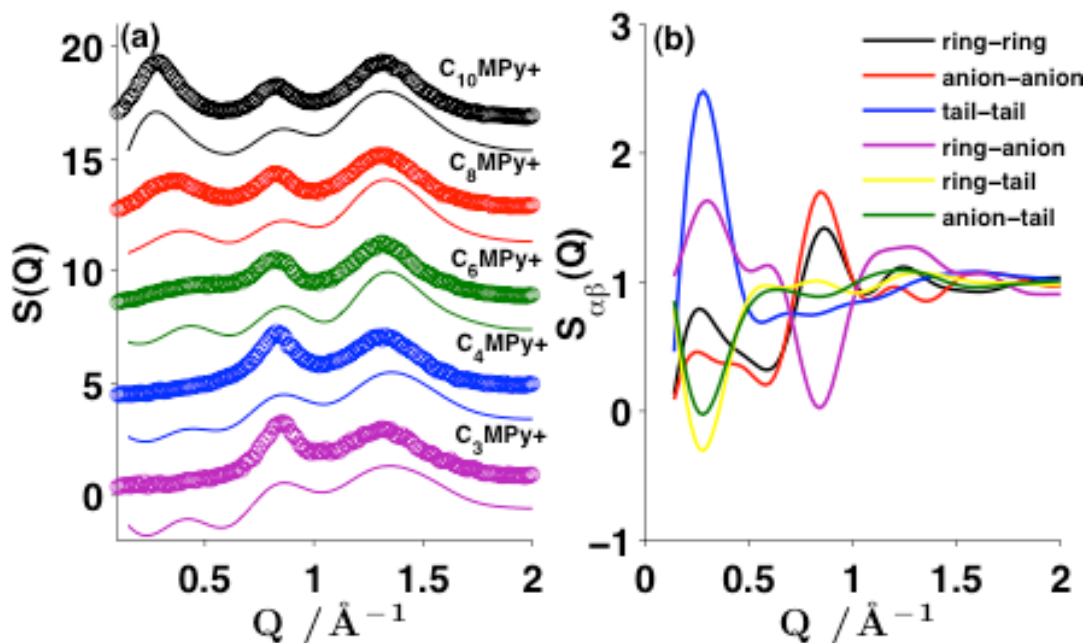 (a)
S(Q)
20
15
10
5
0
C10MPy+
C8MPy+
C6MPy+
C4MPy+
C3MPy+
0.5 1 1.5 2
Q /Å−1
(b)
Sαβ(Q)
3
2
1
0
−1
ring−ring
anion−anion
tail−tail
ring−anion
ring−tail
anion−tail
0 0.5 1 1.5 2
Q /Å−1